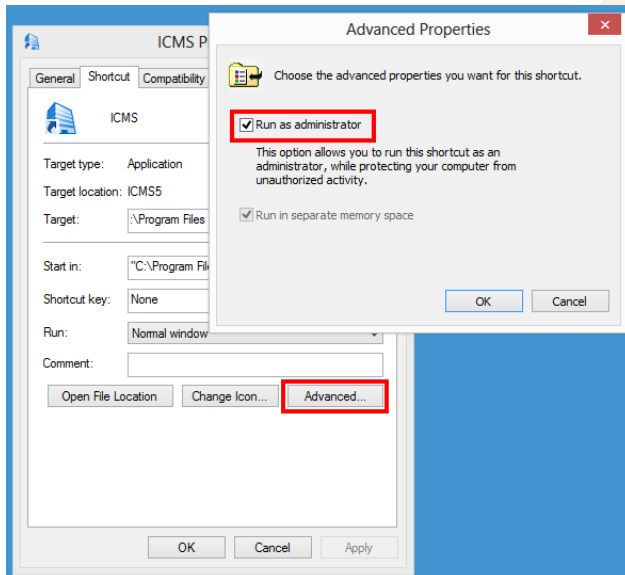 ICMS P
General Shortcut Compatibility
ICMS
Target type: Application
Target location: ICMS5
Target: :\Program Files
Start in: "C:\Program File
Shortcut key: None
Run: Normal window
Comment:
Open File Location Change Icon... Advanced...
OK Cancel Apply
Advanced Properties
Choose the advanced properties you want for this shortcut.
Run as administrator
This option allows you to run this shortcut as an
administrator, while protecting your computer from
unauthorized activity.
Run in separate memory space
OK Cancel